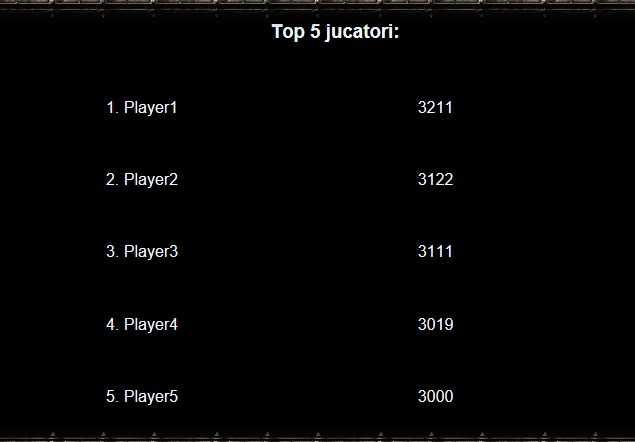 Top 5 jucatori:
1. Player1 3211
2. Player2 3122
3. Player3 3111
4. Player4 3019
5. Player5 3000